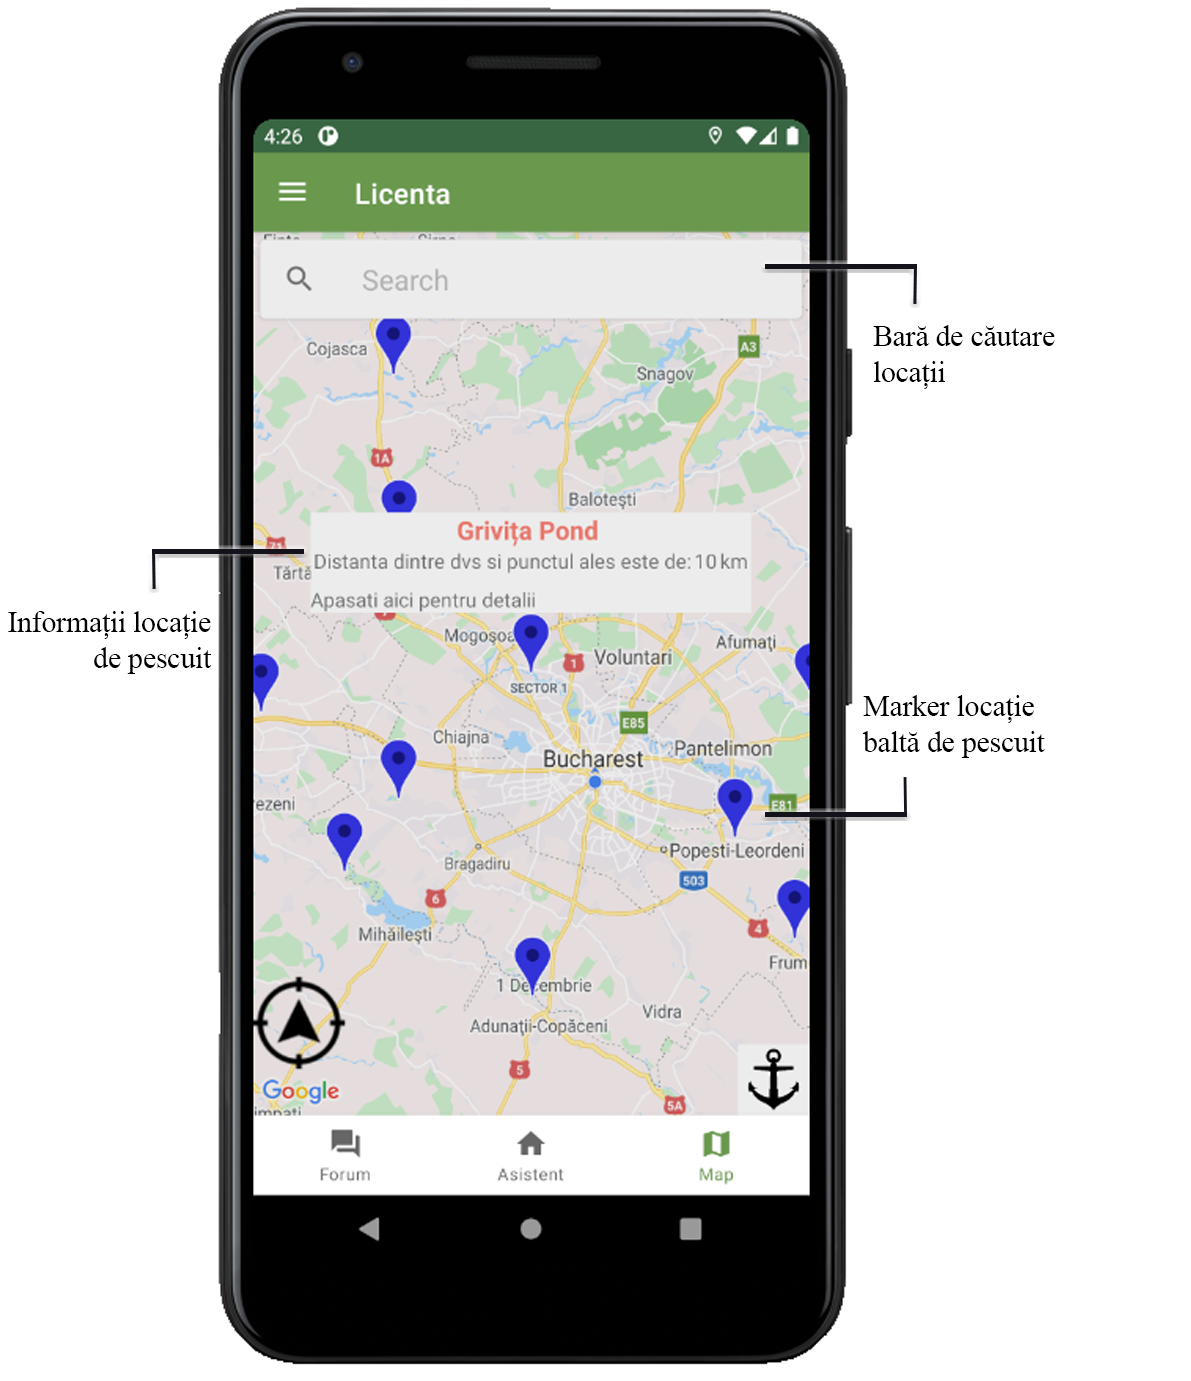 4:26
Licenta
Search
Bară de căutare
locații
Cojasca
A3
Snagov
1A
Balotești
Grivița Pond
Distanta dintre dvs si punctul ales este de: 10 km
Apasati aici pentru detalii
Informații locație
de pescuit
Mogoșoa
Afumați
1
Voluntari
SECTOR 1
Marker locație
baltă de pescuit
E85
Chiajna
Pantelimon
Bucharest
ezeni
E81
Popesti-Leordeni
Bragadiru
503
6
4
Mihăilești
Frum
1 Decembrie
Vidra
Adunații-Copăceni
5
Google
5A
Forum
Asistent
Map